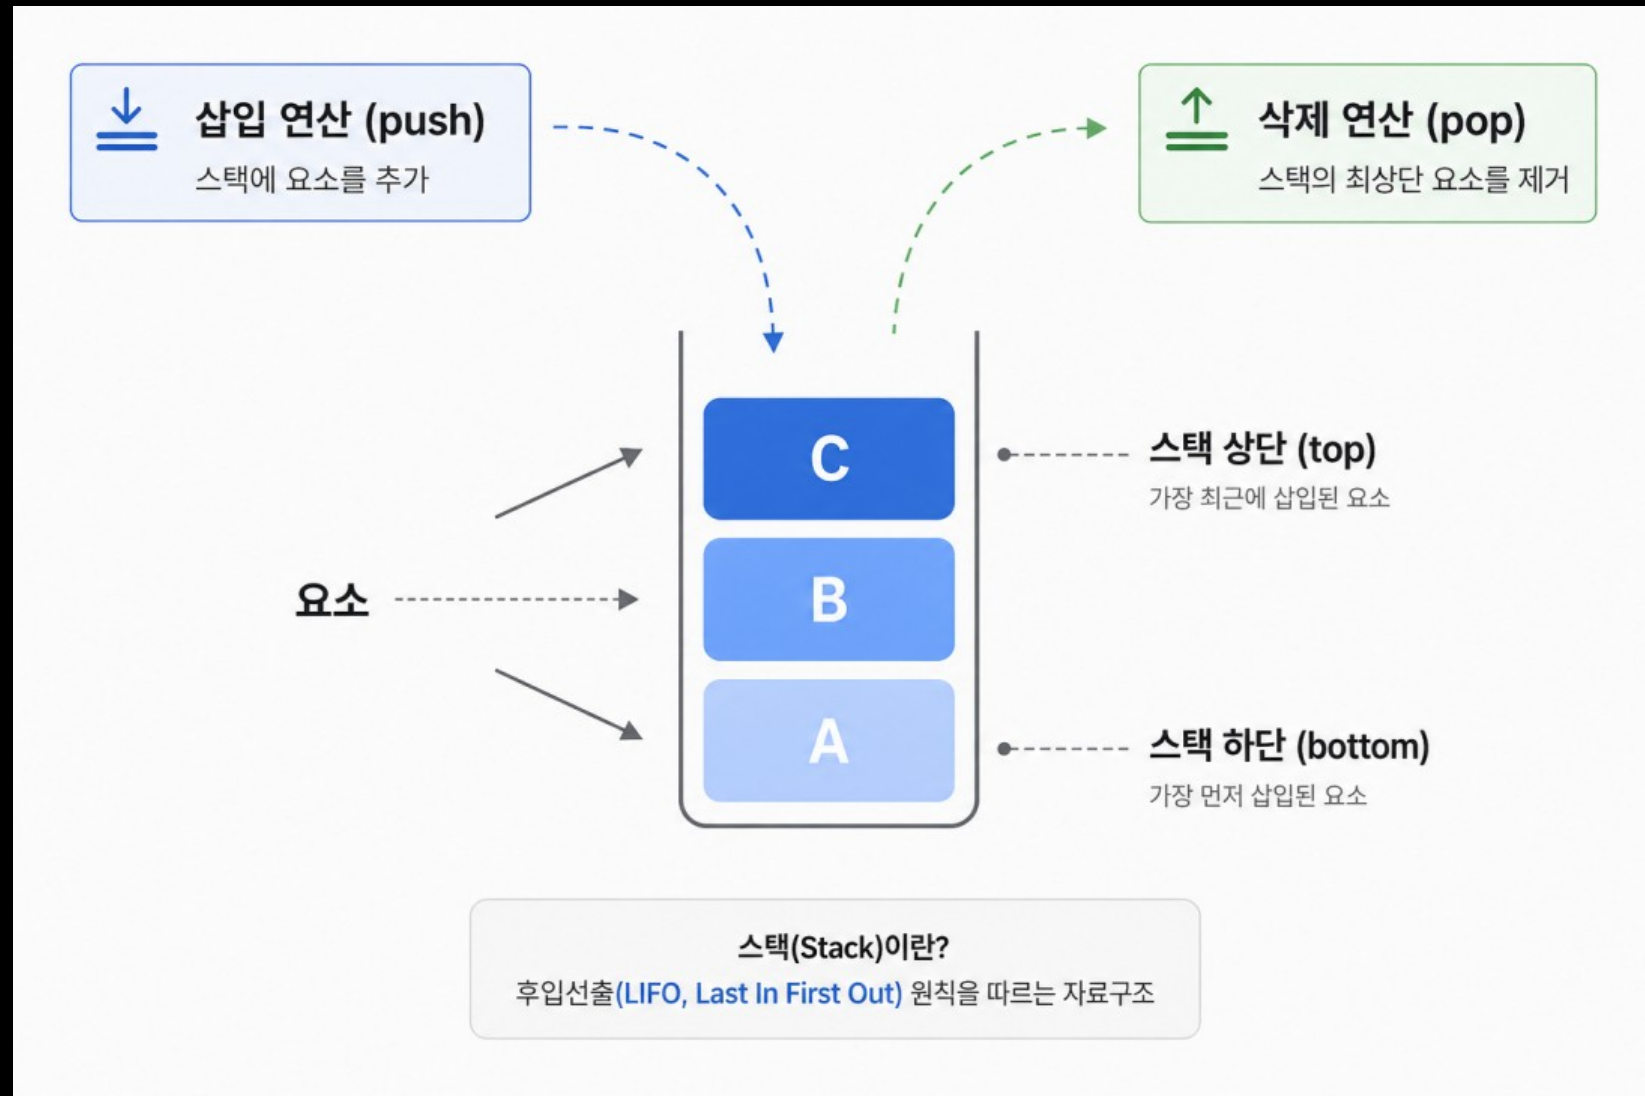 삽입 연산 (push)
스택에 요소를 추가
삭제 연산 (pop)
스택의 최상단 요소를 제거
C
스택 상단 (top)
가장 최근에 삽입된 요소
요소
B
A
스택 하단 (bottom)
가장 먼저 삽입된 요소
스택(Stack)이란?
후입선출(LIFO, Last In First Out) 원칙을 따르는 자료구조